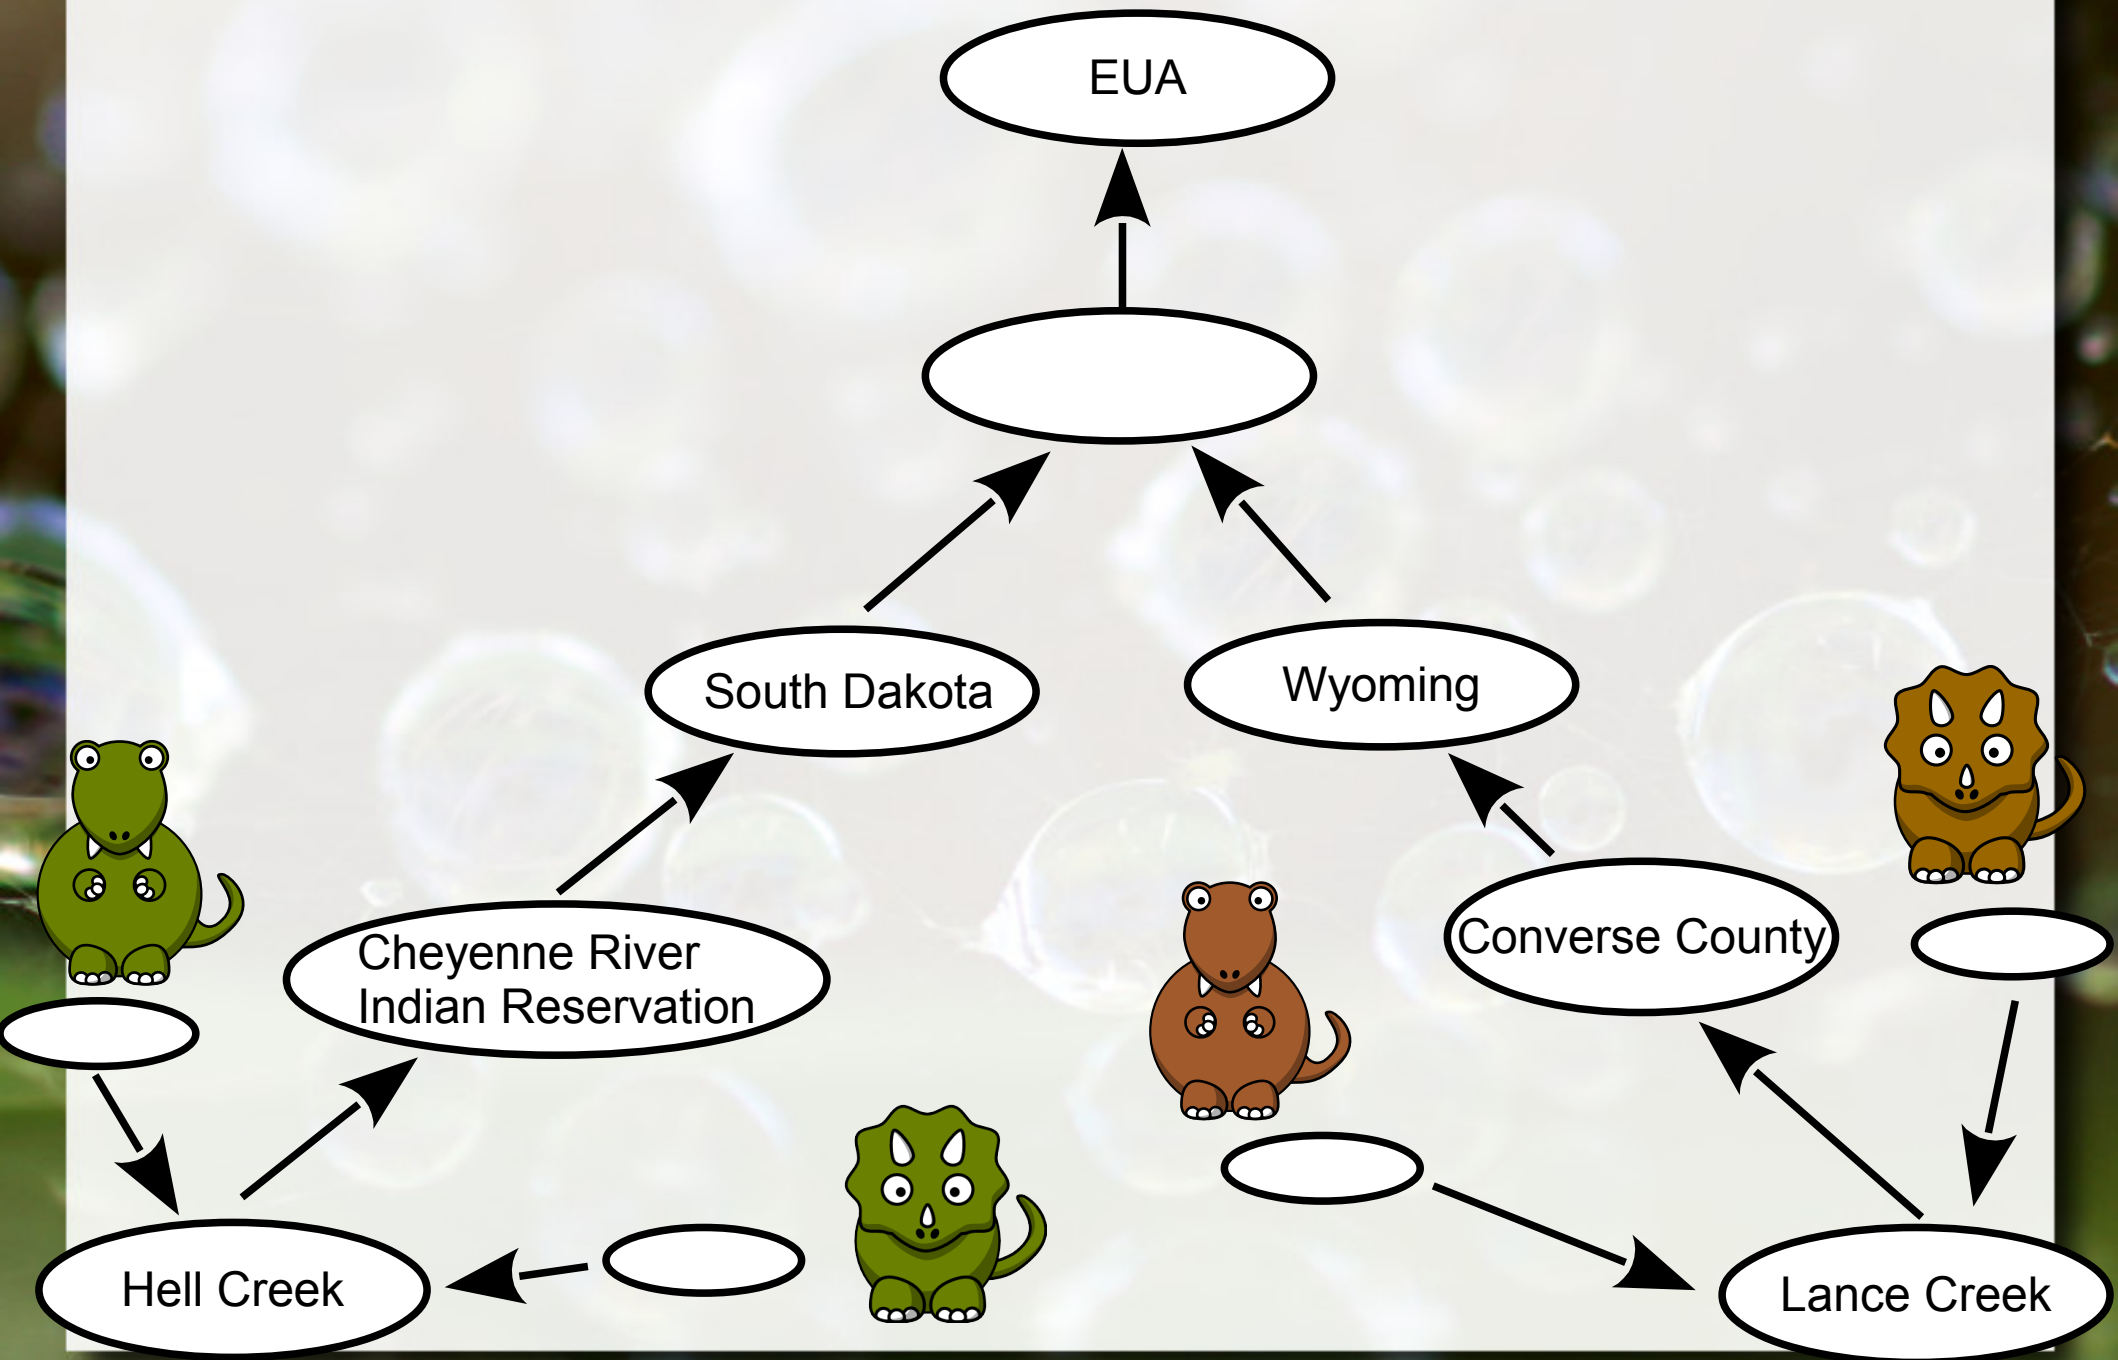 EUA
South Dakota
Wyoming
Cheyenne River
Indian Reservation
Converse County
Hell Creek
Lance Creek